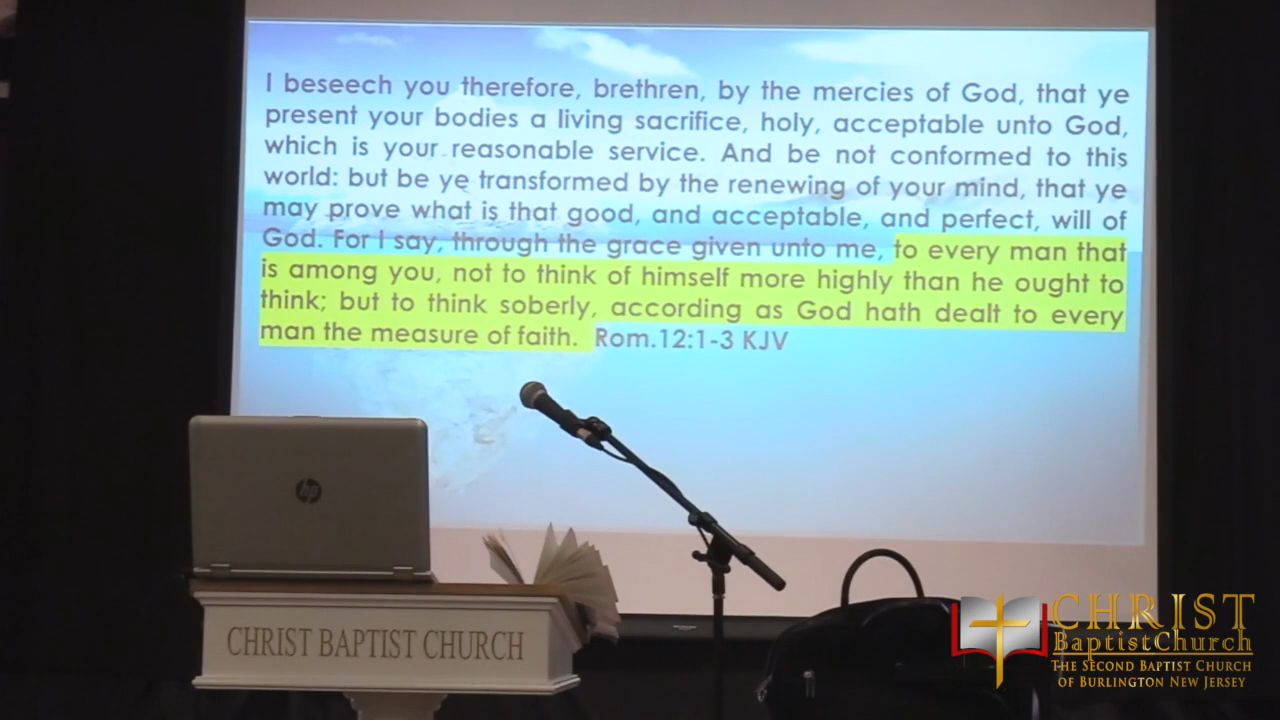 I beseech you therefore, brethren, by the mercies of God, that ye
present your bodies a living sacrifice, holy, acceptable unto God,
which is your reasonable service. And be not conformed to this
world: but be ye transformed by the renewing of your mind, that ye
may prove what is that good, and acceptable, and perfect, will of
God. For I say, through the grace given unto me, to every man that
is among you, not to think of himself more highly than he ought to
think; but to think soberly, according as God hath dealt to every
man the measure of faith. Rom.12:1-3 KJV
hp
CHRIST BAPTIST CHURCH
CHRIST
BaptistChurch
THE SECOND BAPTIST CHURCH
OF BURLINGTON NEW JERSEY